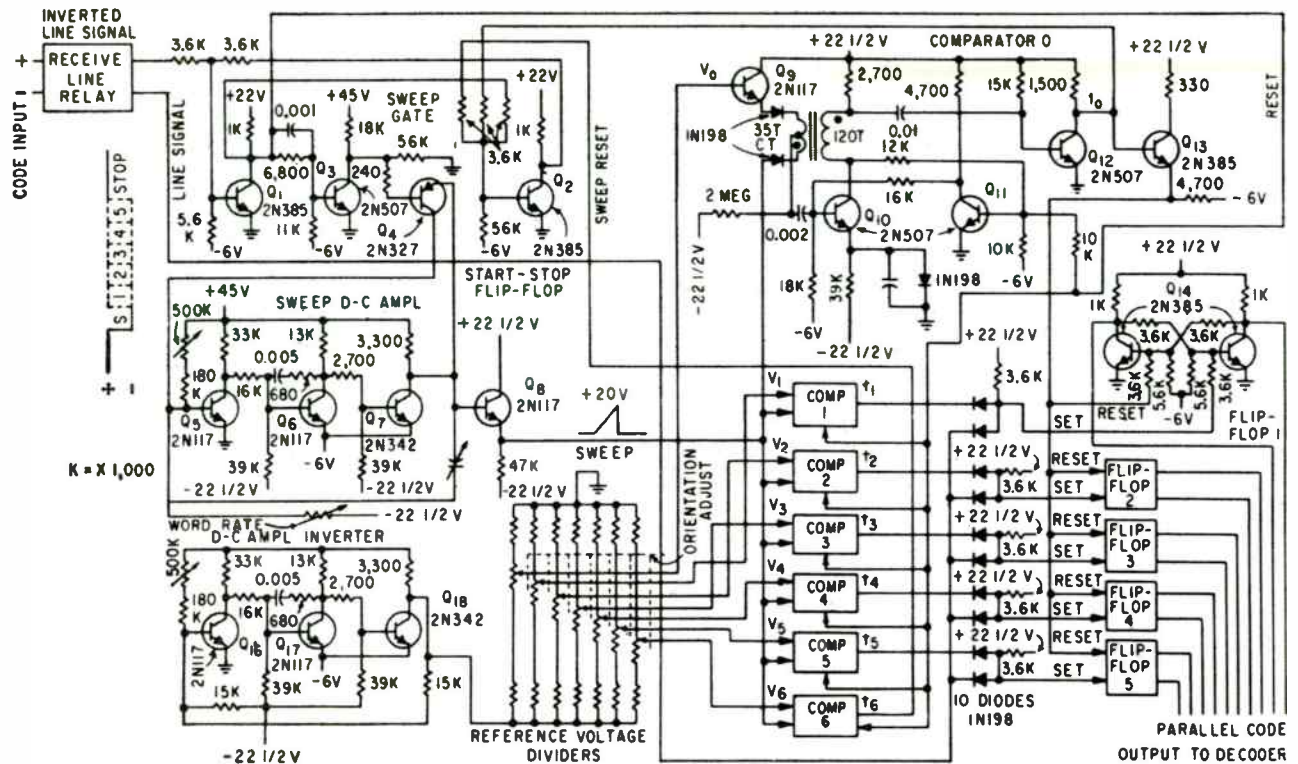 INVERTED
LINE SIGNAL
RECEIVE
LINE
RELAY
+
CODE INPUT
3.6K
3.6K
LINE SIGNAL
+22V
1K
0.001
6,800
Q1
2N385
5.6
K
-6V
Q3
11K
-6V
+45V
18K
SWEEP
GATE
240
56K
2N507
Q4
2N327
3.6K
+22V
1K
Q2
56K
-6V
2N385
START-STOP
FLIP-FLOP
SWEEP RESET
S 1 2 3 4 5 STOP
+
COMPARATOR 0
+22 1/2 V
V0
Q9
2N117
2,700
4,700
15K
1,500
t0
+22 1/2 V
330
RESET
1N198
35T
CT
120T
0.01
12K
16K
2 MEG
0.002
-22 1/2 V
Q10
2N507
Q11
Q12
2N507
Q13
2N385
4,700
-6V
18K
-6V
39K
-22 1/2 V
1N198
10K
-6V
10
K
+22 1/2 V
1K
Q14
2N385
1K
3.6K
3.6K
3.6K
5.6K
5.6K
3.6K
-6V
RESET
SET
FLIP-
FLOP 1
+45V
SWEEP D-C AMPL
500K
33K
13K
3,300
180
K
0.005
2,700
16K
680
Q5
2N117
Q6
2N117
Q7
2N342
-6V
39K
39K
-22 1/2 V
-22 1/2 V
+22 1/2 V
Q8
2N117
47K
-22 1/2 V
+20V
SWEEP
K = X 1,000
WORD RATE
-22 1/2 V
D-C AMPL INVERTER
500K
33K
13K
3,300
180
K
0.005
2,700
16K
680
Q16
2N117
Q17
2N117
Q18
2N342
-6V
15K
39K
39K
15K
-22 1/2 V
ORIENTATION
ADJUST
REFERENCE VOLTAGE
DIVIDERS
V1
COMP
1
t1
V2
COMP
2
t2
V3
COMP
3
t3
V4
COMP
4
t4
V5
COMP
5
t5
V6
COMP
6
t6
+22 1/2 V
3.6K
+22 1/2 V
3.6K
RESET
SET
FLIP-
FLOP
2
+22 1/2 V
3.6K
RESET
SET
FLIP-
FLOP
3
+22 1/2 V
3.6K
RESET
SET
FLIP-
FLOP
4
+22 1/2 V
3.6K
RESET
SET
FLIP-
FLOP
5
10 DIODES
1N198
PARALLEL CODE
OUTPUT TO DECODER